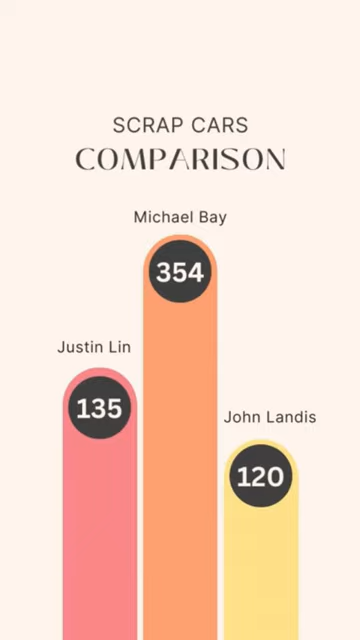 SCRAP CARS
COMPARISON
Michael Bay
354
Justin Lin
135
John Landis
120